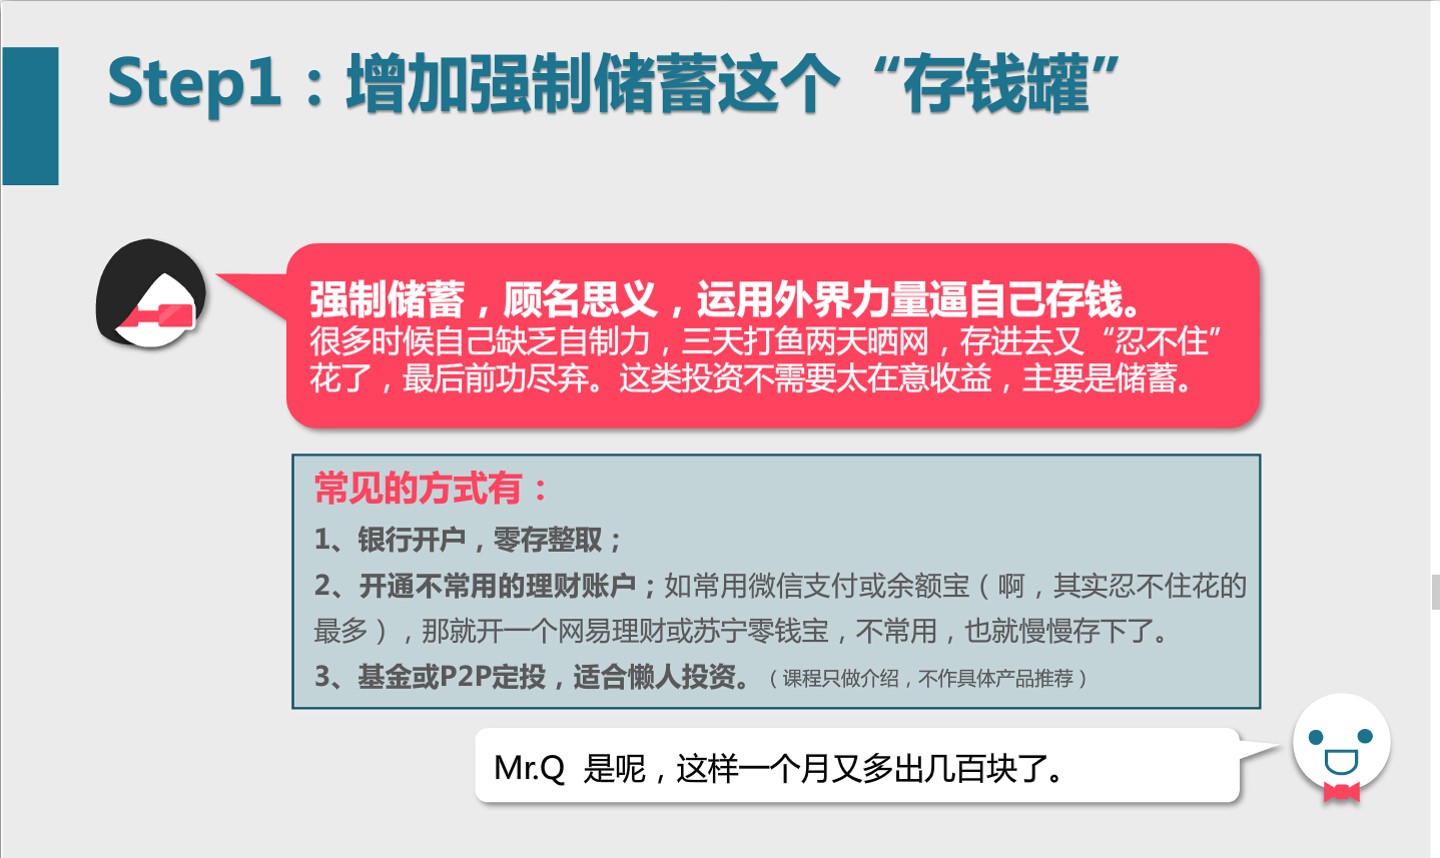 Step1：增加强制储蓄这个“存钱罐”
强制储蓄，顾名思义，运用外界力量逼自己存钱。
很多时候自己缺乏自制力，三天打鱼两天晒网，存进去又“忍不住”
花了，最后前功尽弃。这类投资不需要太在意收益，主要是储蓄。
常见的方式有：
1、银行开户，零存整取；
2、开通不常用的理财账户；如常用微信支付或余额宝（啊，其实忍不住花的
最多），那就开一个网易理财或苏宁零钱宝，不常用，也就慢慢存下了。
3、基金或P2P定投，适合懒人投资。（课程只做介绍，不作具体产品推荐）
Mr.Q 是呢，这样一个月又多出几百块了。